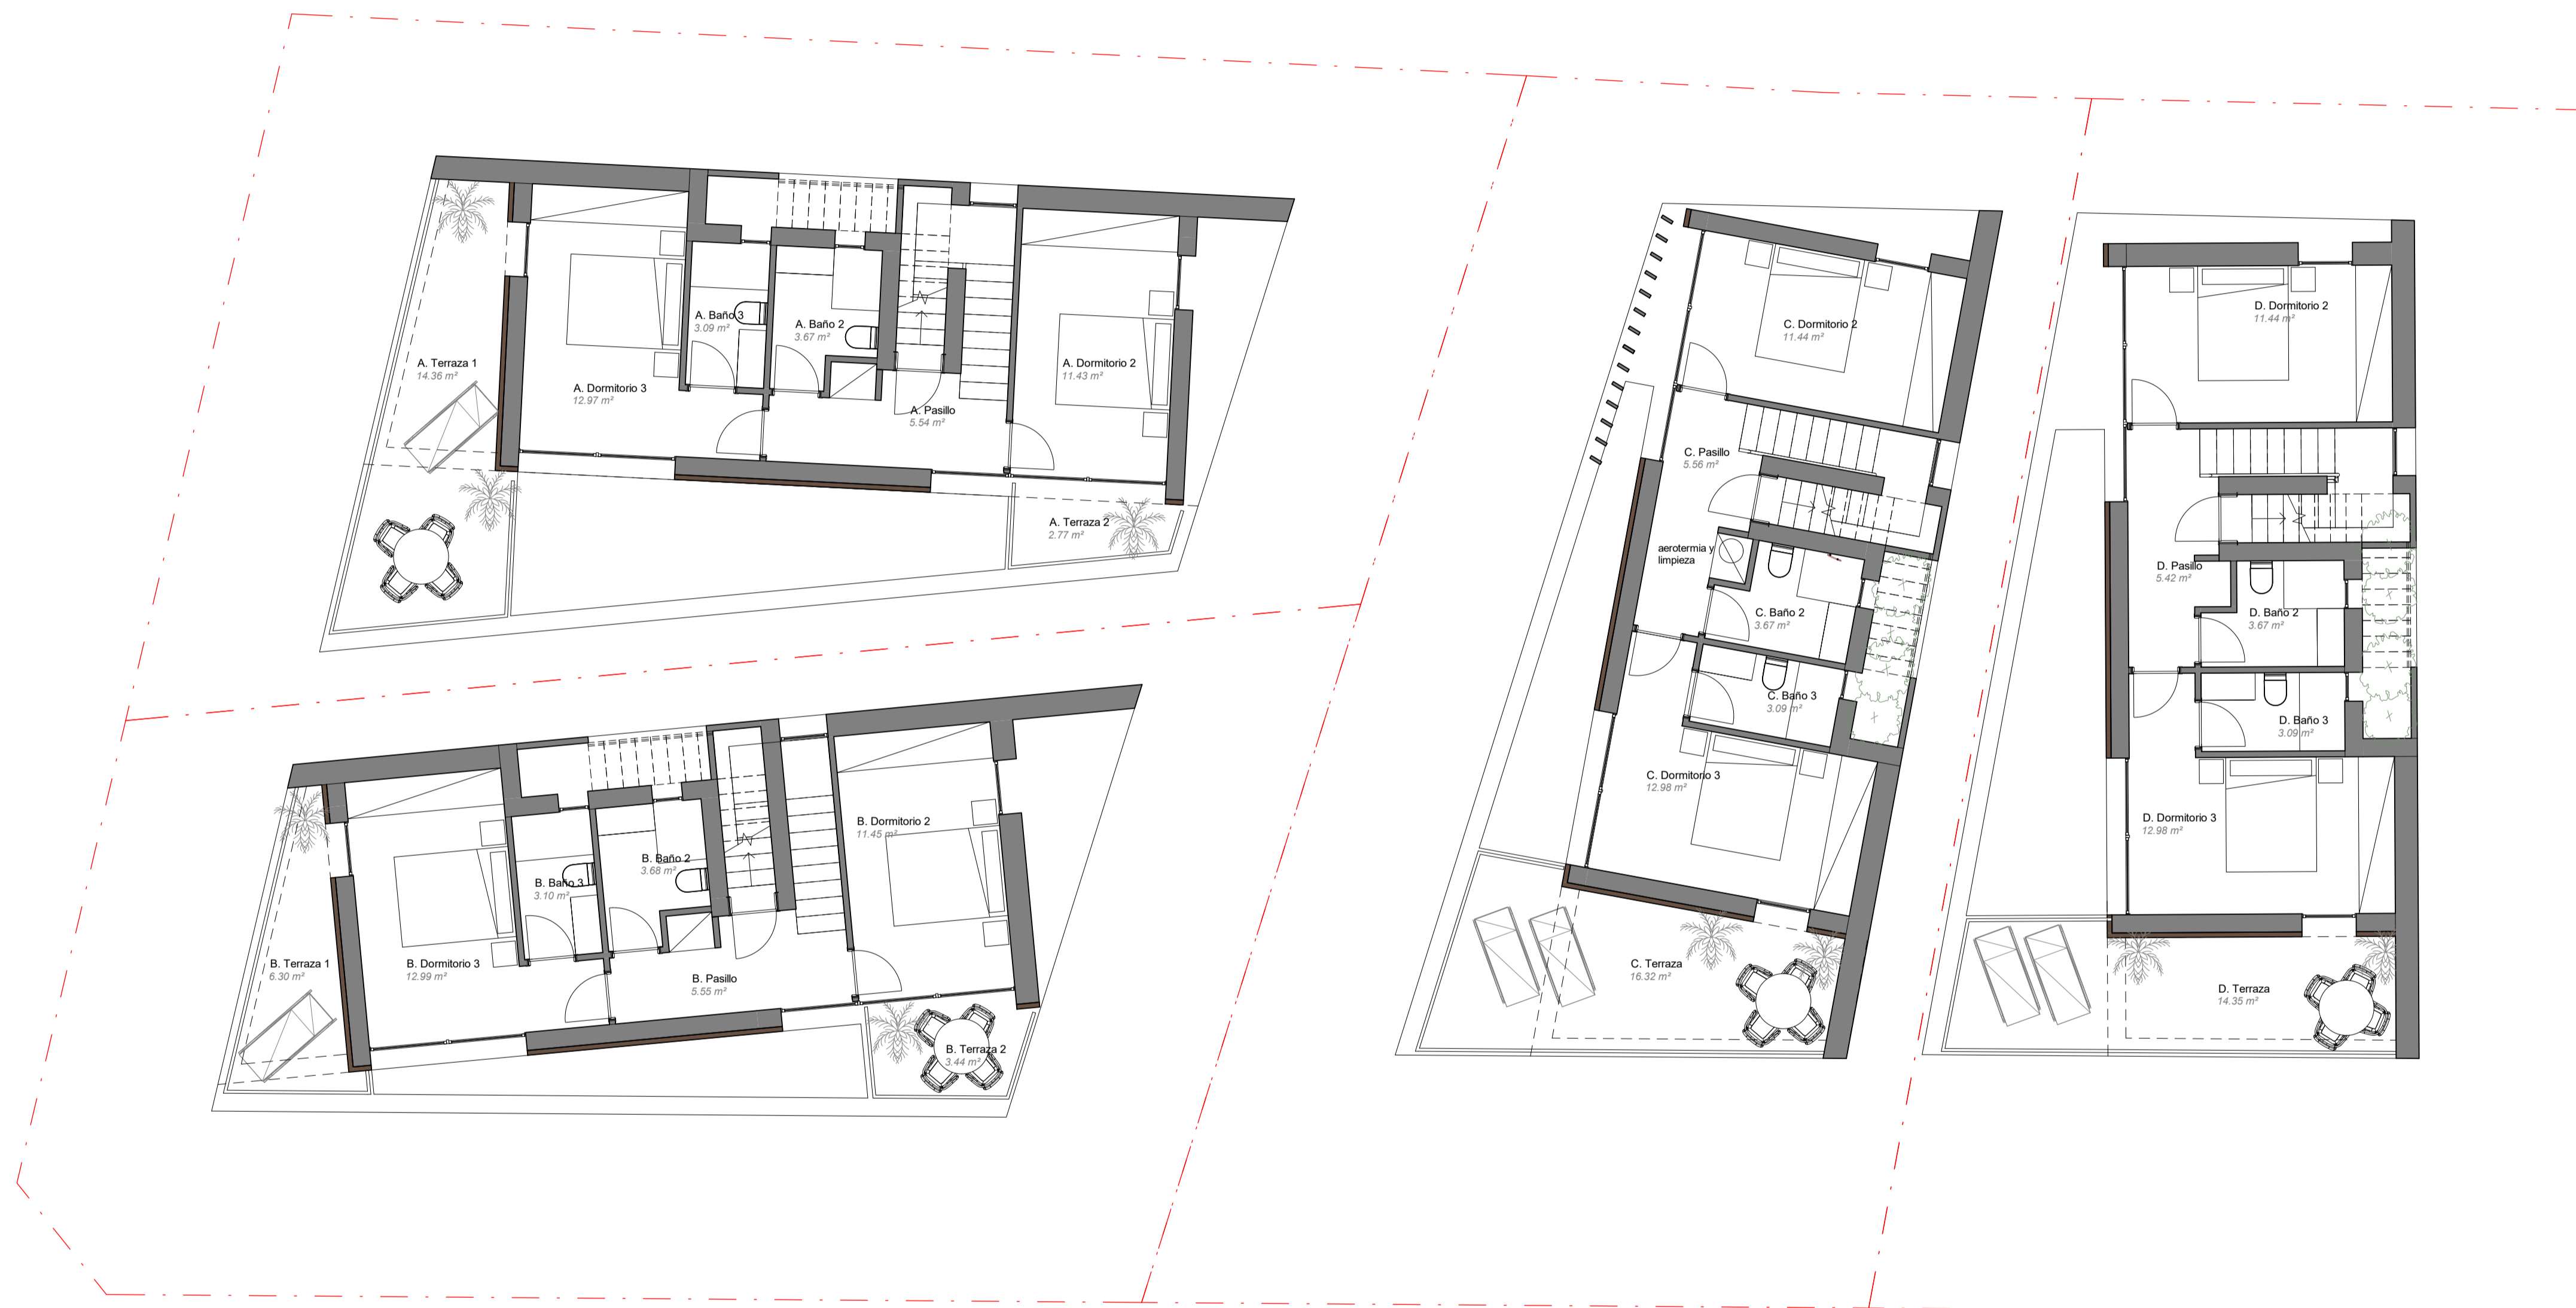 A. Baño 3
3.09 m²
A. Baño 2
3.67 m²
A. Terraza 1
14.36 m²
A. Dormitorio 3
12.97 m²
A. Dormitorio 2
11.43 m²
A. Pasillo
5.54 m²
A. Terraza 2
2.77 m²
B. Dormitorio 2
11.45 m²
B. Baño 2
3.68 m²
B. Baño 3
3.10 m²
B. Terraza 1
6.30 m²
B. Dormitorio 3
12.99 m²
B. Pasillo
5.55 m²
B. Terraza 2
3.44 m²
C. Dormitorio 2
11.44 m²
C. Pasillo
5.56 m²
aerotermia y
limpieza
C. Baño 2
3.67 m²
C. Baño 3
3.09 m²
C. Dormitorio 3
12.98 m²
C. Terraza
16.32 m²
D. Dormitorio 2
11.44 m²
D. Pasillo
5.42 m²
D. Baño 2
3.67 m²
D. Baño 3
3.09 m²
D. Dormitorio 3
12.98 m²
D. Terraza
14.35 m²